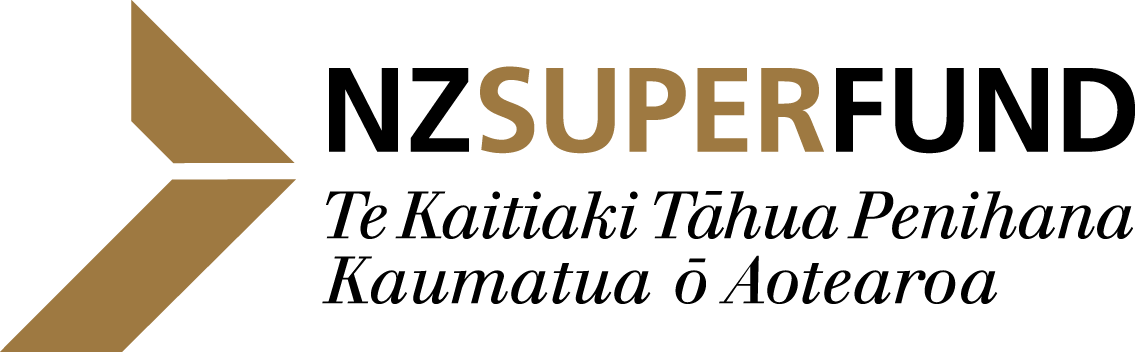 NZSUPERFUND
Te Kaitiaki Tāhua Penihana
Kaumatua ō Aotearoa